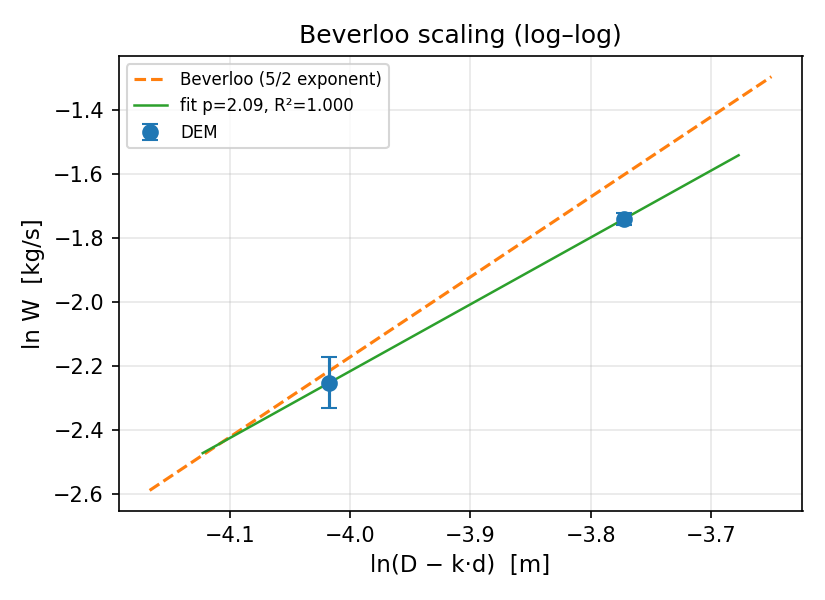 Beverloo scaling (log–log)
Beverloo (5/2 exponent)
fit p=2.09, R²=1.000
DEM
ln W  [kg/s]
−1.4
−1.6
−1.8
−2.0
−2.2
−2.4
−2.6
−4.1
−4.0
−3.9
−3.8
−3.7
ln(D − k·d)  [m]